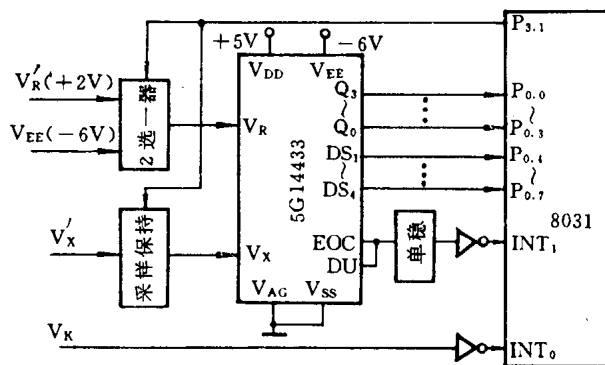 +5V
-6V
P3.1
VDD
VEE
V′R(+2V)
VEE(-6V)
2选一器
VR
5G14433
Q3
~
Q0
DS1
~
DS4
P0.0
~
P0.3
P0.4
~
P0.7
8031
V′X
采样保持
VX
EOC
DU
单稳
INT1
VAG
VSS
VK
INT0